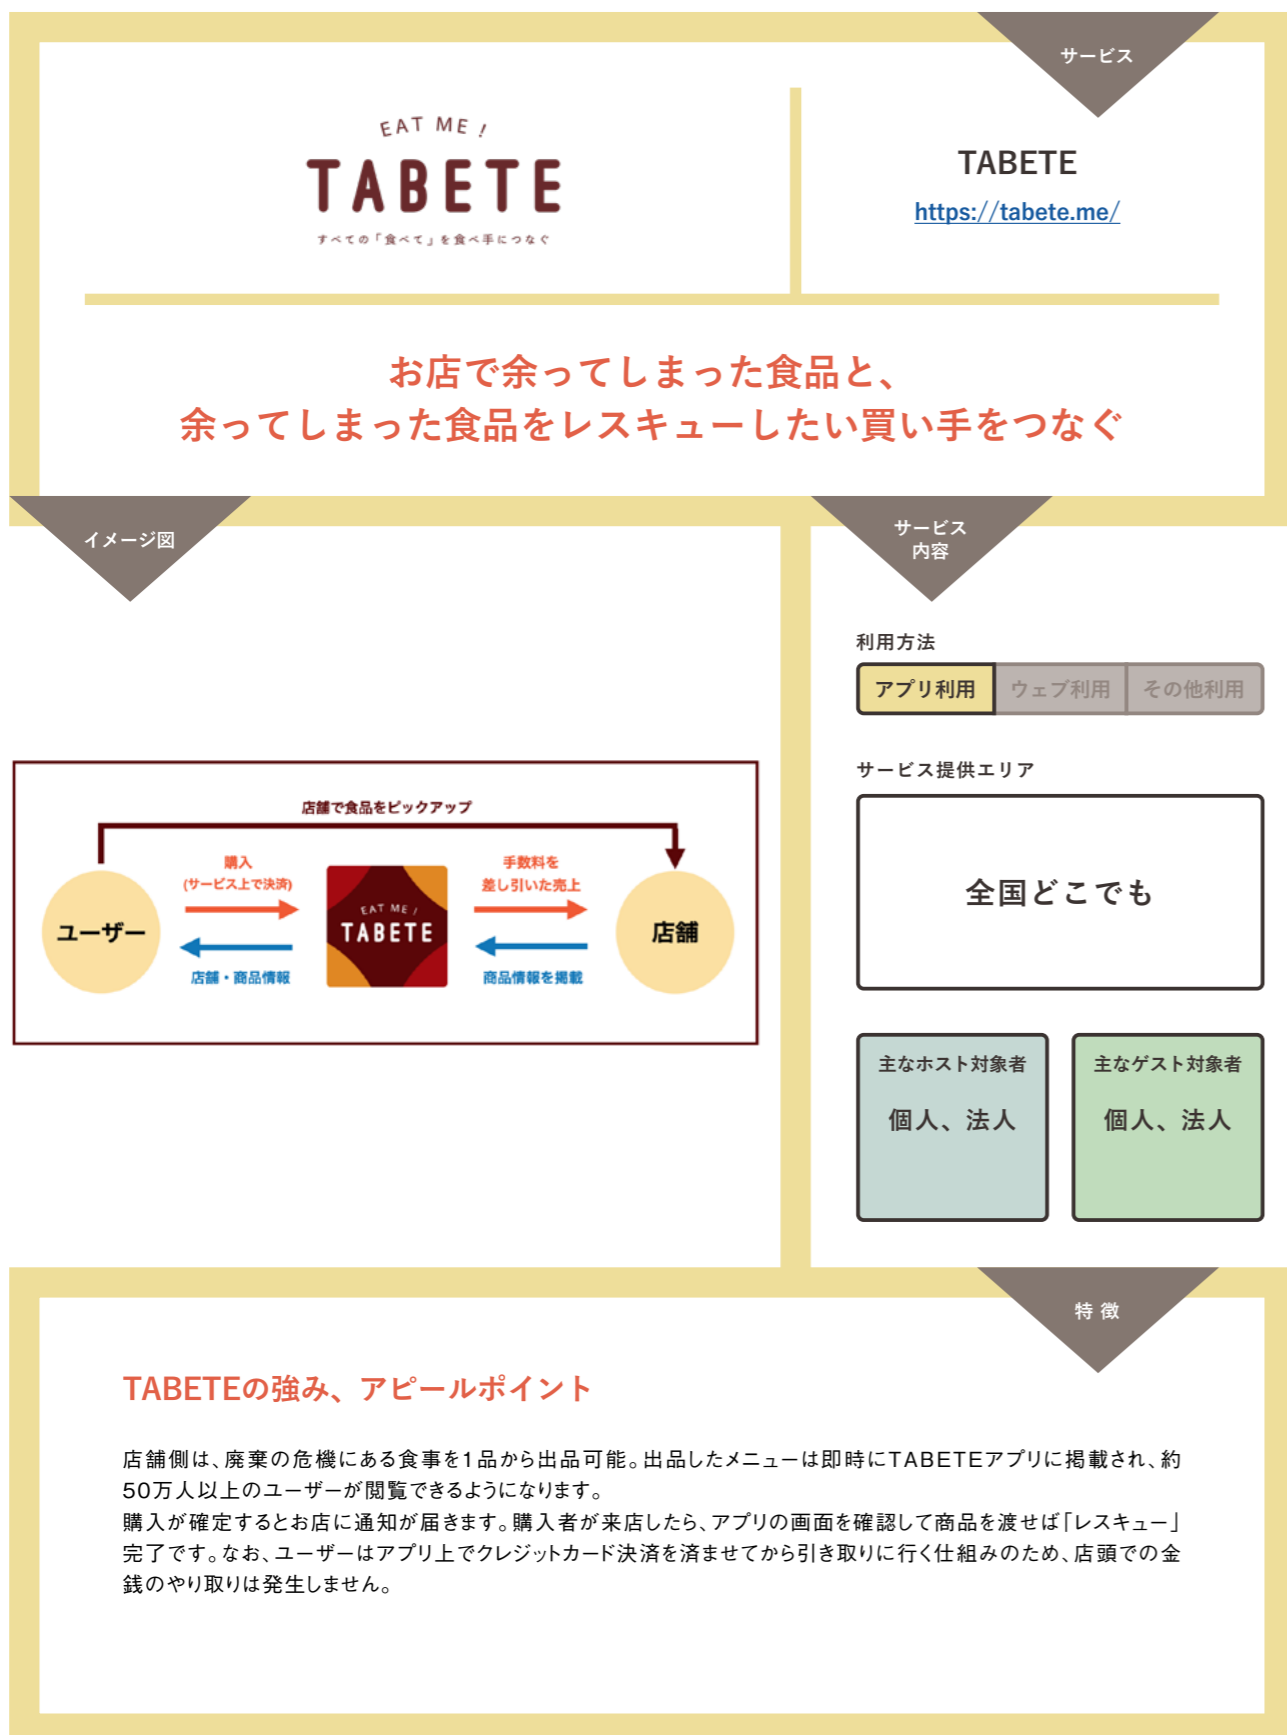 サービス
EAT ME !
TABETE
すべての「食べて」を食べ手につなぐ
TABETE
https://tabete.me/
お店で余ってしまった食品と、
余ってしまった食品をレスキューしたい買い手をつなぐ
イメージ図
店舗で食品をピックアップ
ユーザー
購入
(サービス上で決済)
店舗・商品情報
EAT ME !
TABETE
手数料を
差し引いた売上
商品情報を掲載
店舗
サービス
内容
利用方法
アプリ利用 ウェブ利用 その他利用
サービス提供エリア
全国どこでも
主なホスト対象者
個人、法人
主なゲスト対象者
個人、法人
特 徴
TABETEの強み、アピールポイント
店舗側は、廃棄の危機にある食事を1品から出品可能。出品したメニューは即時にTABETEアプリに掲載され、約
50万人以上のユーザーが閲覧できるようになります。
購入が確定するとお店に通知が届きます。購入者が来店したら、アプリの画面を確認して商品を渡せば「レスキュー」
完了です。なお、ユーザーはアプリ上でクレジットカード決済を済ませてから引き取りに行く仕組みのため、店頭での金
銭のやり取りは発生しません。